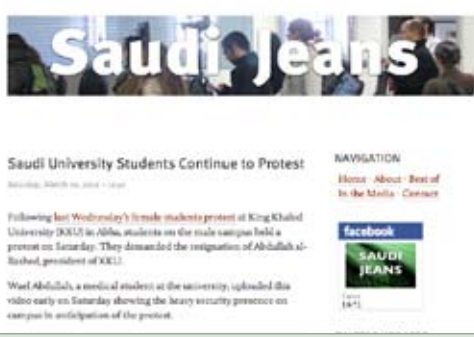 Saudi Jeans
Saudi University Students Continue to Protest
Following last Wednesday's female students protest at King Khaled
University (KKU) in Abha, students on the male campus held a
protest on Saturday. They demanded the resignation of Abdullah al-
Rashed, president of KKU.
Wael Abdullah, a medical student at the university, uploaded this
video early on Saturday showing the heavy security presence on
campus in anticipation of the protest.
NAVIGATION
Home · About · Best of
In the Media · Contact
facebook
SAUDI
JEANS